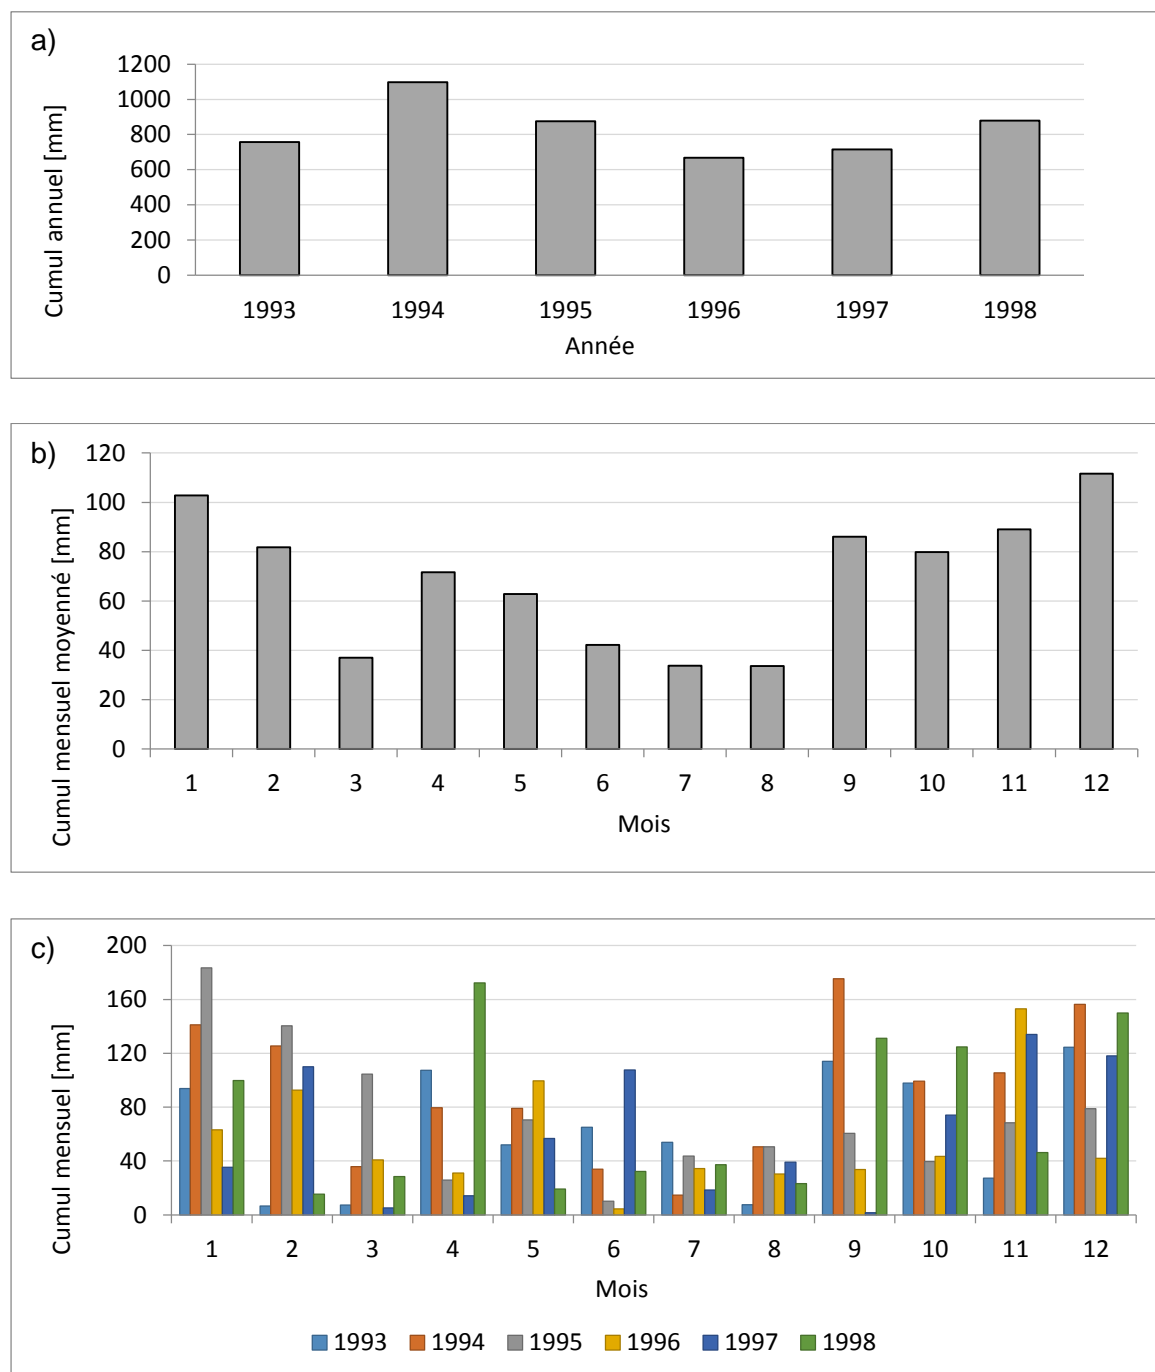 a)
Cumul annuel [mm]
1200
1000
800
600
400
200
0
1993 1994 1995 1996 1997 1998
Année
b)
Cumul mensuel moyenné [mm]
120
100
80
60
40
20
0
1 2 3 4 5 6 7 8 9 10 11 12
Mois
c)
Cumul mensuel [mm]
200
160
120
80
40
0
1 2 3 4 5 6 7 8 9 10 11 12
Mois
1993 1994 1995 1996 1997 1998